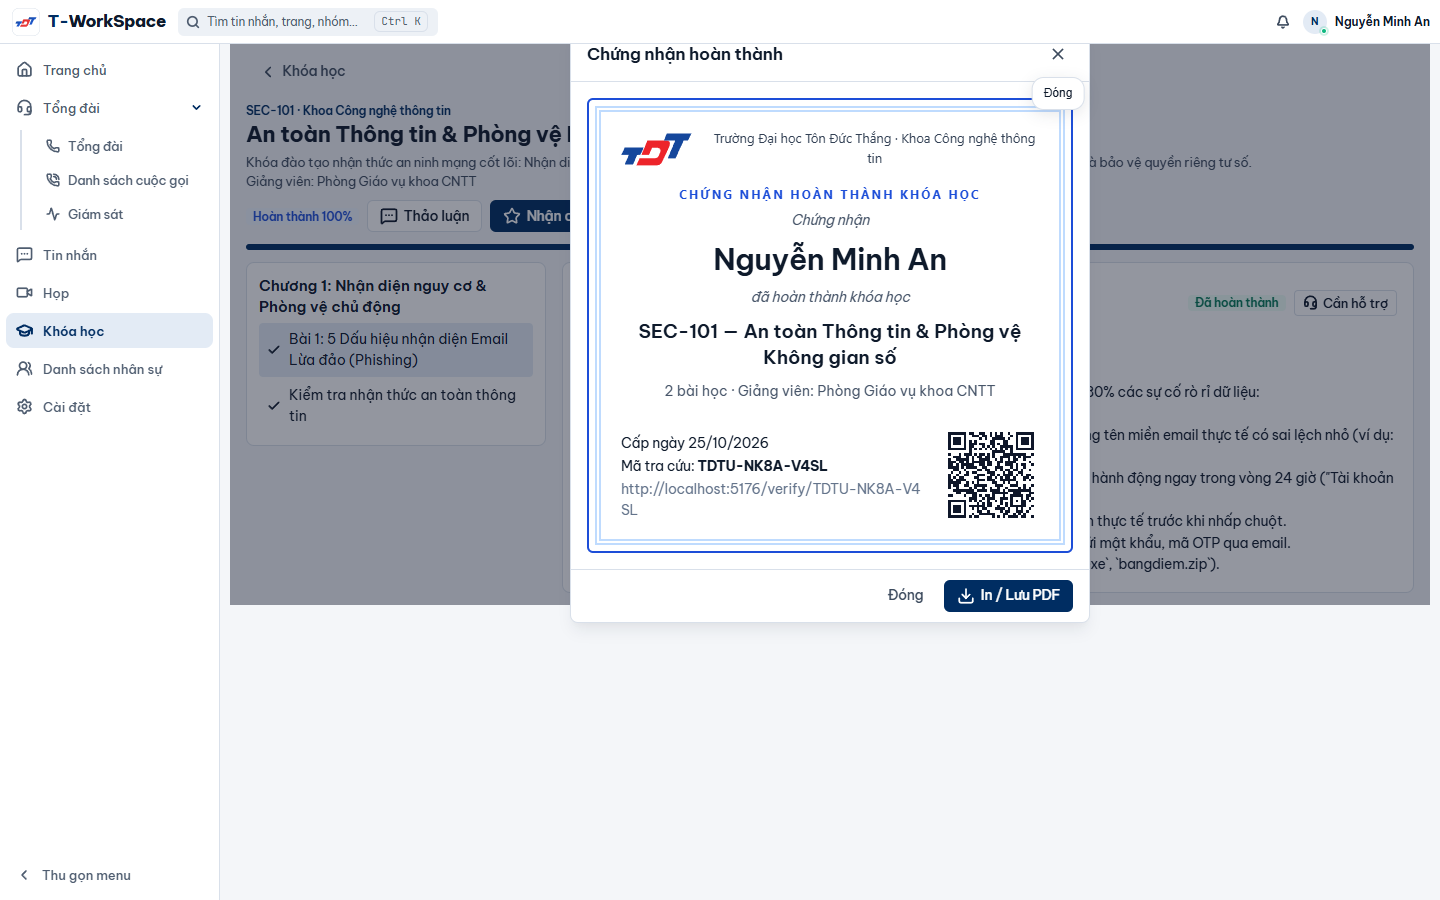 TDT
T-WorkSpace
Tìm tin nhắn, trang, nhóm...
Ctrl K
N
Nguyễn Minh An
Trang chủ
Tổng đài
Tổng đài
Danh sách cuộc gọi
Giám sát
Tin nhắn
Họp
Khóa học
Danh sách nhân sự
Cài đặt
Thu gọn menu
Khóa học
SEC-101 · Khoa Công nghệ thông tin
An toàn Thông tin & Phòng vệ
Khóa đào tạo nhận thức an ninh mạng cốt lõi: Nhận di
à bảo vệ quyền riêng tư số.
Giảng viên: Phòng Giáo vụ khoa CNTT
Hoàn thành 100%
Thảo luận
Nhận
Chương 1: Nhận diện nguy cơ &
Phòng vệ chủ động
Bài 1: 5 Dấu hiệu nhận diện Email
Lừa đảo (Phishing)
Kiểm tra nhận thức an toàn thông
tin
Đã hoàn thành
Cần hỗ trợ
80% các sự cố rò rỉ dữ liệu:
g tên miền email thực tế có sai lệch nhỏ (ví dụ:
hành động ngay trong vòng 24 giờ ("Tài khoản
thực tế trước khi nhấp chuột.
mật khẩu, mã OTP qua email.
xe`, `bangdiem.zip`).
Chứng nhận hoàn thành
Đóng
TDT
Trường Đại học Tôn Đức Thắng · Khoa Công nghệ thông
tin
CHỨNG NHẬN HOÀN THÀNH KHÓA HỌC
Chứng nhận
Nguyễn Minh An
đã hoàn thành khóa học
SEC-101 — An toàn Thông tin & Phòng vệ
Không gian số
2 bài học · Giảng viên: Phòng Giáo vụ khoa CNTT
Cấp ngày 25/10/2026
Mã tra cứu: TDTU-NK8A-V4SL
http://localhost:5176/verify/TDTU-NK8A-V4
SL
Đóng
In / Lưu PDF